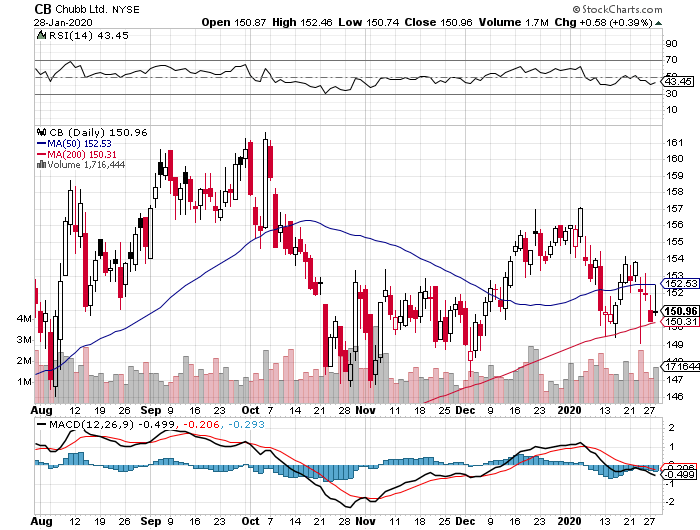 CB Chubb Ltd. NYSE © StockCharts.com
28-Jan-2020 Open 150.87 High 152.46 Low 150.74 Close 150.96 Volume 1.7M Chg +0.58 (+0.39%)
RSI(14) 43.45
90
70
50
43.45
30
10
CB (Daily) 150.96
MA(50) 152.53
MA(200) 150.31
Volume 1,716,444
161
160
159
158
157
156
155
154
153
152.53
152
150.96
150.31
150
149
148
147
146
4M
3M
2M
1M
1716444
Aug 12 19 26 Sep 9 16 23 Oct 7 14 21 28 Nov 11 18 25 Dec 9 16 23 2020 13 21 27
MACD(12,26,9) -0.499, -0.206, -0.293
2
1
0
-0.206
-0.499
-1
-2
Aug 12 19 26 Sep 9 16 23 Oct 7 14 21 28 Nov 11 18 25 Dec 9 16 23 2020 13 21 27